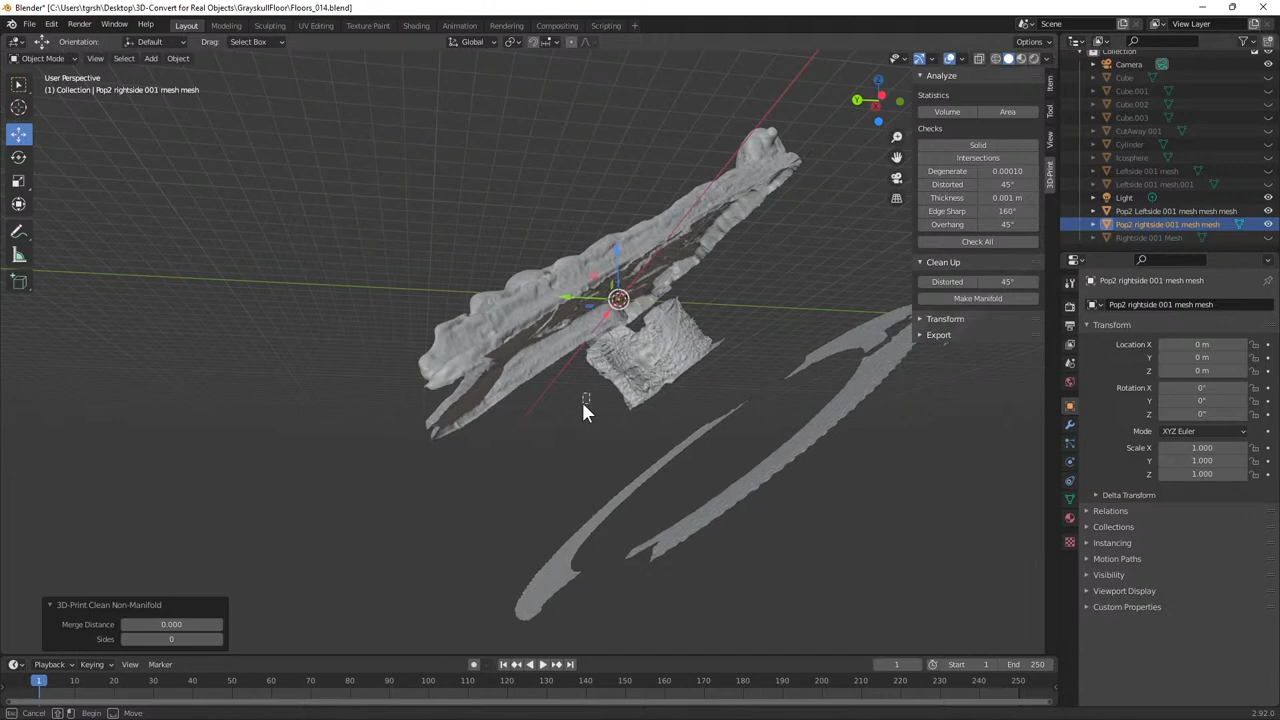 Blender* [C:\Users\tgrsh\Desktop\3D-Convert for Real Objects\GrayskullFloor\Floors_014.blend]
File Edit Render Window Help Layout Modeling Sculpting UV Editing Texture Paint Shading Animation Rendering Compositing Scripting Scene View Layer
Orientation: Default Drag: Select Box Global Options
Object Mode View Select Add Object
User Perspective
(1) Collection | Pop2 rightside 001 mesh mesh
Z
Y
X
Analyze
Statistics
Volume Area
Checks
Solid
Intersections
Degenerate 0.00010
Distorted 45°
Thickness 0.001 m
Edge Sharp 160°
Overhang 45°
Check All
Clean Up
Distorted 45°
Make Manifold
Transform
Export
Item
Tool
View
3D-Print
Collection
Camera
Cube
Cube.001
Cube.002
Cube.003
CutAway 001
Cylinder
Icosphere
Leftside 001 mesh
Leftside 001 mesh.001
Light
Pop2 Leftside 001 mesh mesh mesh
Pop2 rightside 001 mesh mesh
Rightside 001 Mesh
Pop2 rightside 001 mesh mesh
Pop2 rightside 001 mesh mesh
Transform
Location X 0 m
Y 0 m
Z 0 m
Rotation X 0°
Y 0°
Z 0°
Mode XYZ Euler
Scale X 1.000
Y 1.000
Z 1.000
Delta Transform
Relations
Collections
Instancing
Motion Paths
Visibility
Viewport Display
Custom Properties
3D-Print Clean Non-Manifold
Merge Distance 0.000
Sides 0
Playback Keying View Marker 1 Start 1 End 250
1 10 20 30 40 50 60 70 80 90 100 110 120 130 140 150 160 170 180 190 200 210 220 230 240 250
Cancel Begin Move 2.92.0